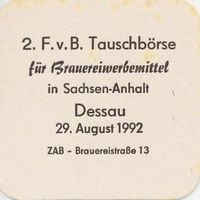 2. F.v.B. Tauschbörse
für Brauereiwerbemittel
in Sachsen-Anhalt
Dessau
29. August 1992
ZAB - Brauereistraße 13